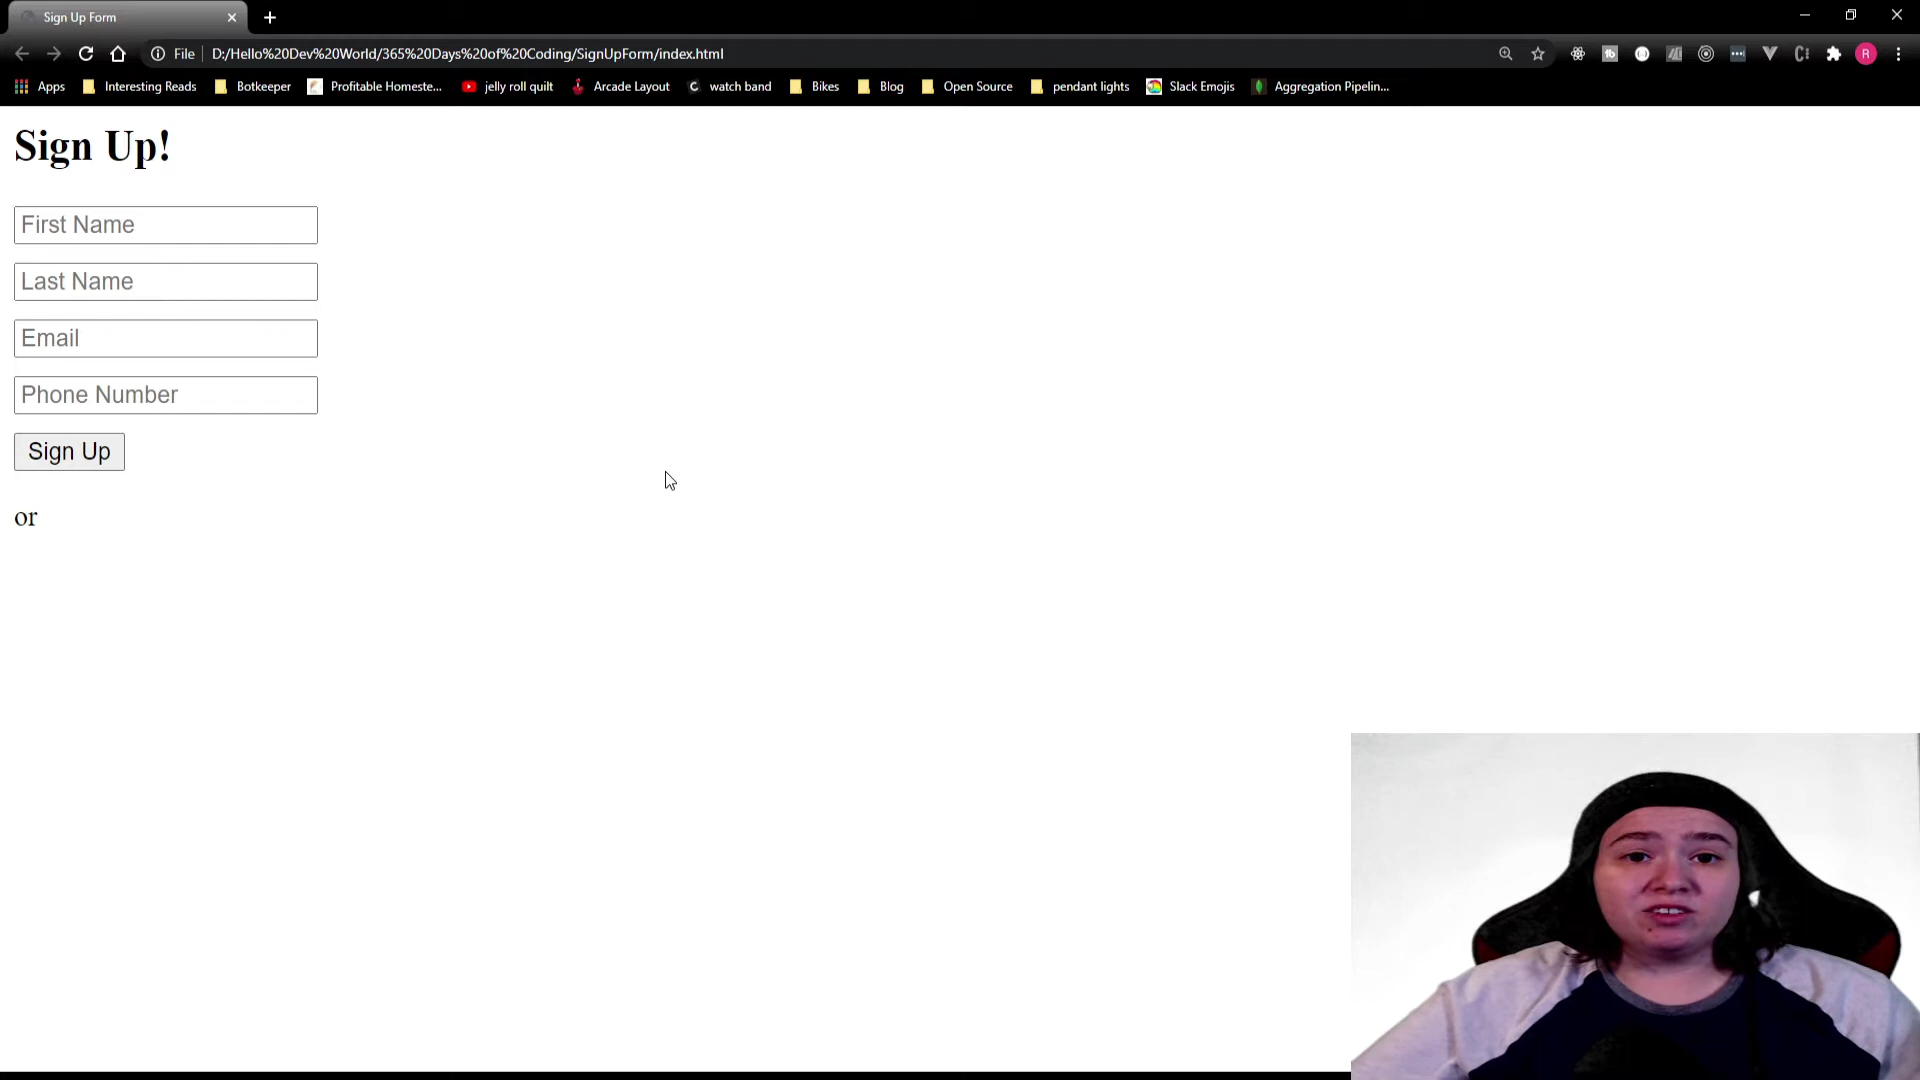 Sign Up Form
File
D:/Hello%20Dev%20World/365%20Days%20of%20Coding/SignUpForm/index.html
R
Apps
Interesting Reads
Botkeeper
Profitable Homeste...
jelly roll quilt
Arcade Layout
watch band
Bikes
Blog
Open Source
pendant lights
Slack Emojis
Aggregation Pipelin...
Sign Up!
First Name
Last Name
Email
Phone Number
Sign Up
or